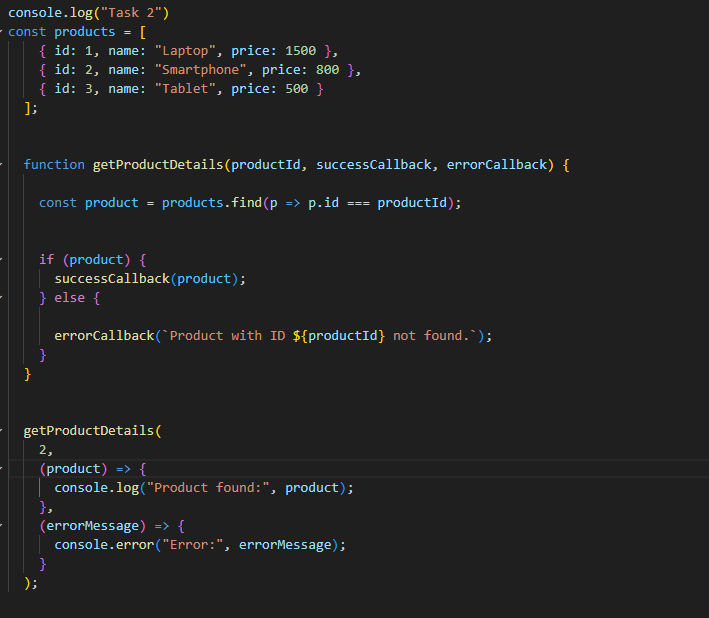 console.log("Task 2")
const products = [
    { id: 1, name: "Laptop", price: 1500 },
    { id: 2, name: "Smartphone", price: 800 },
    { id: 3, name: "Tablet", price: 500 }
  ];
  function getProductDetails(productId, successCallback, errorCallback) {
    const product = products.find(p => p.id === productId);
    if (product) {
      successCallback(product);
    } else {
      errorCallback(`Product with ID ${productId} not found.`);
    }
  }
  getProductDetails(
    2,
    (product) => {
      console.log("Product found:", product);
    },
    (errorMessage) => {
      console.error("Error:", errorMessage);
    }
  );